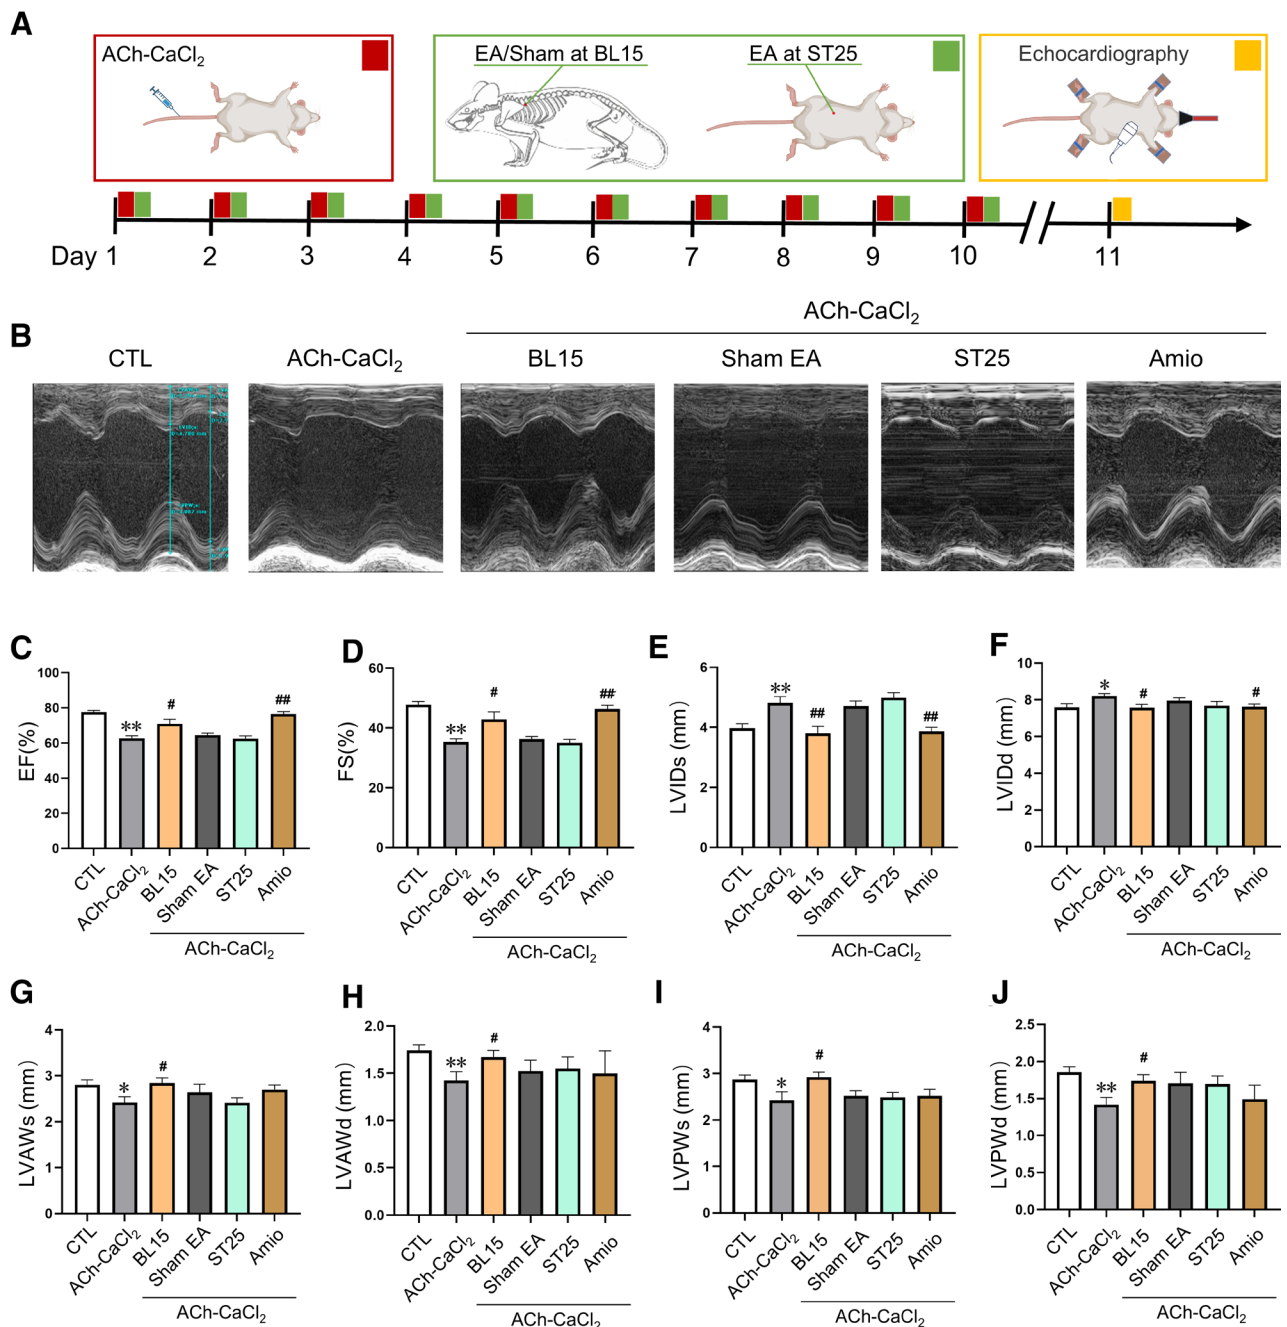 A
ACh-CaCl₂
EA/Sham at BL15
EA at ST25
Echocardiography
Day 1 2 3 4 5 6 7 8 9 10 11
ACh-CaCl₂
B
CTL ACh-CaCl₂ BL15 Sham EA ST25 Amio
C
EF(%)
100
80
60
40
20
0
** # ##
CTL ACh-CaCl₂ BL15 Sham EA ST25 Amio
ACh-CaCl₂
D
FS(%)
60
40
20
0
** # ##
CTL ACh-CaCl₂ BL15 Sham EA ST25 Amio
ACh-CaCl₂
E
LVIDs (mm)
6
4
2
0
** ## ##
CTL ACh-CaCl₂ BL15 Sham EA ST25 Amio
ACh-CaCl₂
F
LVIDd (mm)
10
8
6
4
2
0
* # #
CTL ACh-CaCl₂ BL15 Sham EA ST25 Amio
ACh-CaCl₂
G
LVAWs (mm)
4
3
2
1
0
* #
CTL ACh-CaCl₂ BL15 Sham EA ST25 Amio
ACh-CaCl₂
H
LVAWd (mm)
2.0
1.5
1.0
0.5
0.0
** #
CTL ACh-CaCl₂ BL15 Sham EA ST25 Amio
ACh-CaCl₂
I
LVPWs (mm)
4
3
2
1
0
* #
CTL ACh-CaCl₂ BL15 Sham EA ST25 Amio
ACh-CaCl₂
J
LVPWd (mm)
2.5
2.0
1.5
1.0
0.5
0.0
** #
CTL ACh-CaCl₂ BL15 Sham EA ST25 Amio
ACh-CaCl₂